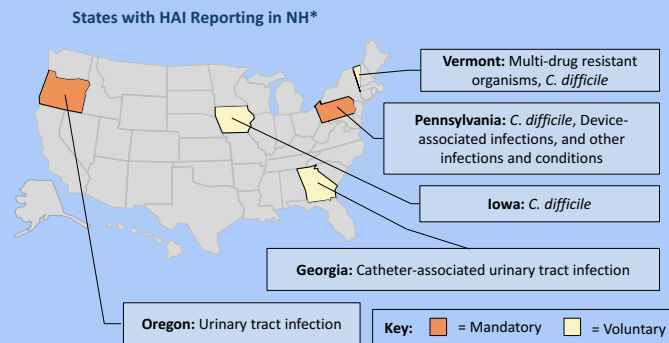 States with HAI Reporting in NH*
Vermont: Multi-drug resistant
organisms, C. difficile
Pennsylvania: C. difficile, Device-
associated infections, and other
infections and conditions
Iowa: C. difficile
Georgia: Catheter-associated urinary tract infection
Oregon: Urinary tract infection
Key: = Mandatory = Voluntary